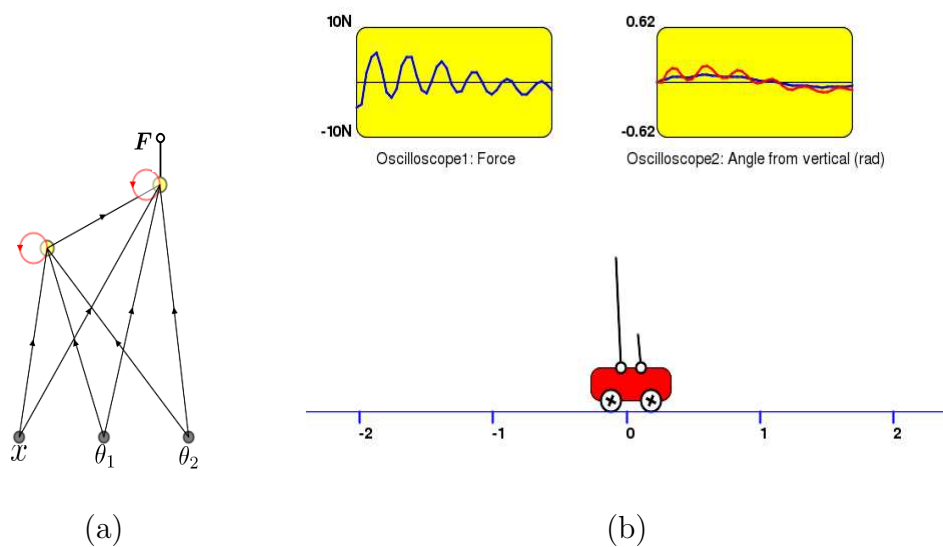 10N
-10N
Oscilloscope1: Force
0.62
-0.62
Oscilloscope2: Angle from vertical (rad)
F
x
θ1
θ2
-2
-1
0
1
2
(a)
(b)